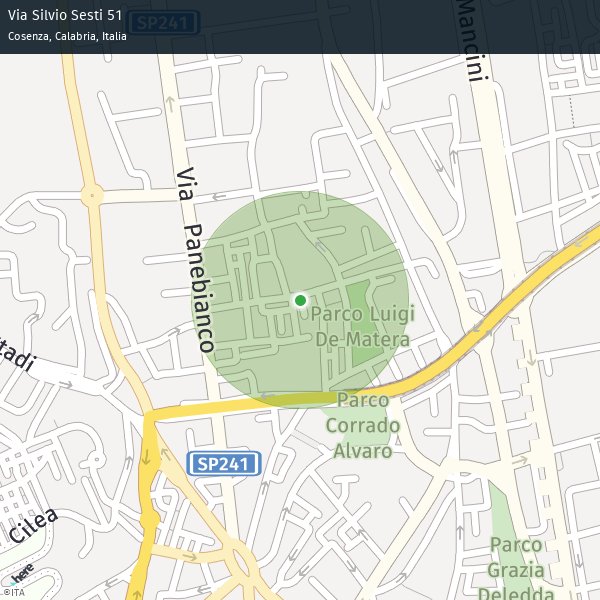 Via Silvio Sesti 51
Cosenza, Calabria, Italia
SP241
Mancini
Via Panebianco
Parco Luigi
De Matera
tadi
Parco
Corrado
Alvaro
SP241
Cilea
Parco
Grazia
Deledda
here
©ITA